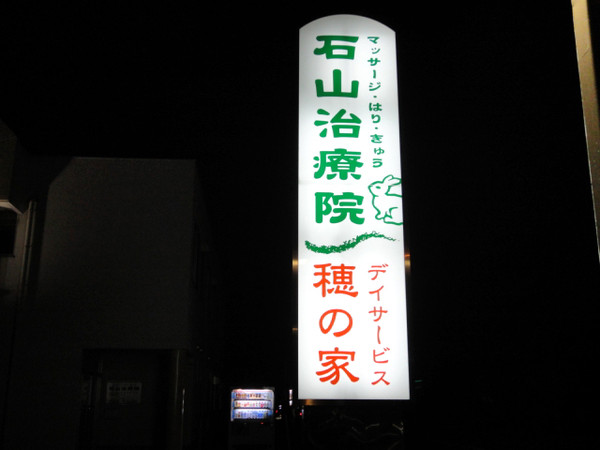 マッサージ・はり・きゅう
石山治療院
デイサービス
穂の家